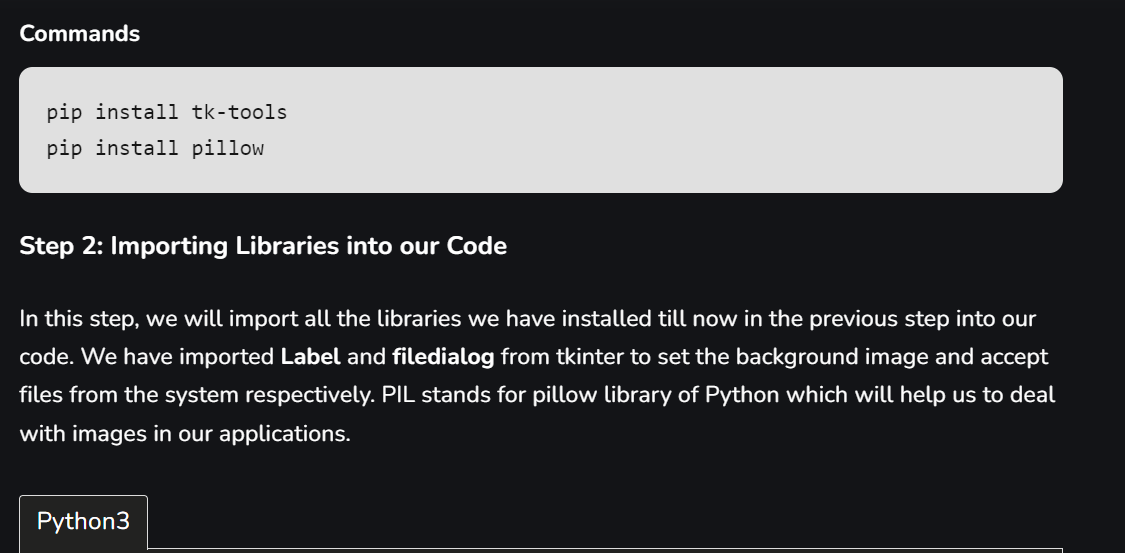 Commands
pip install tk-tools
pip install pillow
Step 2: Importing Libraries into our Code
In this step, we will import all the libraries we have installed till now in the previous step into our
code. We have imported Label and filedialog from tkinter to set the background image and accept
files from the system respectively. PIL stands for pillow library of Python which will help us to deal
with images in our applications.
Python3